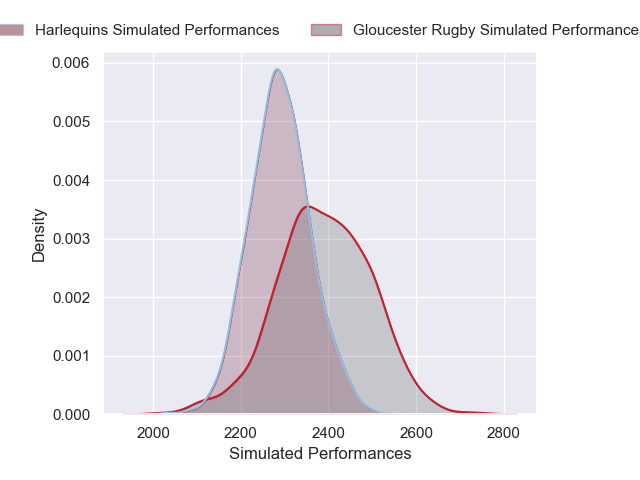 Harlequins Simulated Performances
Gloucester Rugby Simulated Performance
0.006
0.005
0.004
0.003
0.002
0.001
0.000
Density
2000 2200 2400 2600 2800
Simulated Performances